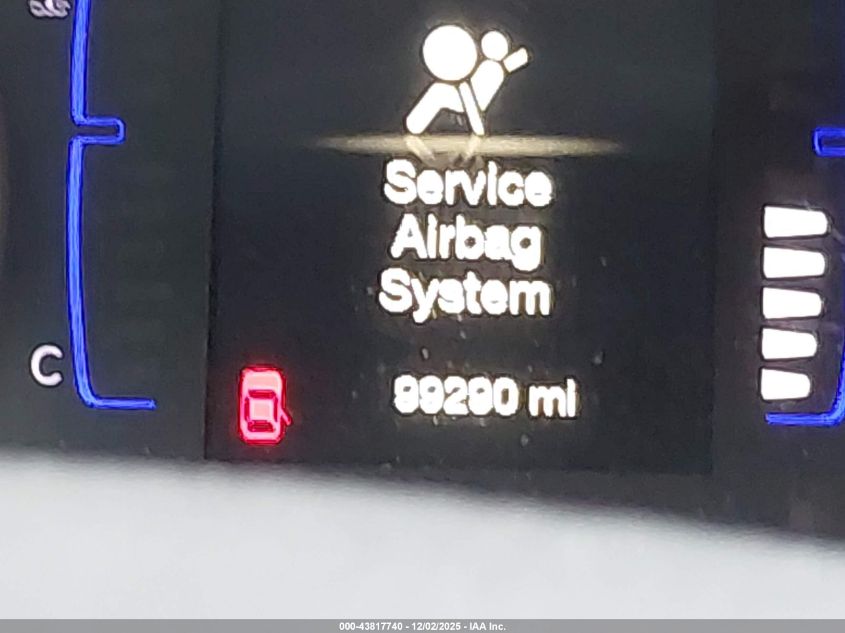 Service
Airbag
System
C
99290 mi
000-43817740 - 12/02/2025 - IAA Inc.